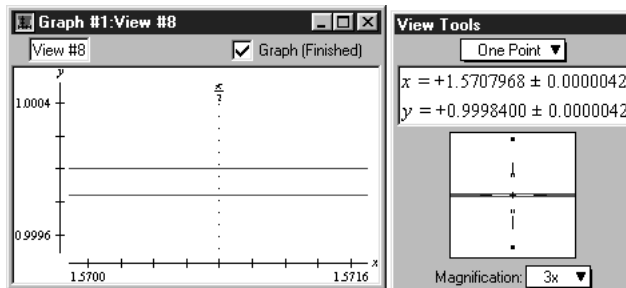 Graph #1:View #8
View #8
Graph (Finished)
y
1.0004
π
2
0.9996
x
1.5700
1.5716
View Tools
One Point
x = +1.5707968 ± 0.0000042
y = +0.9998400 ± 0.0000042
Magnification: 3x